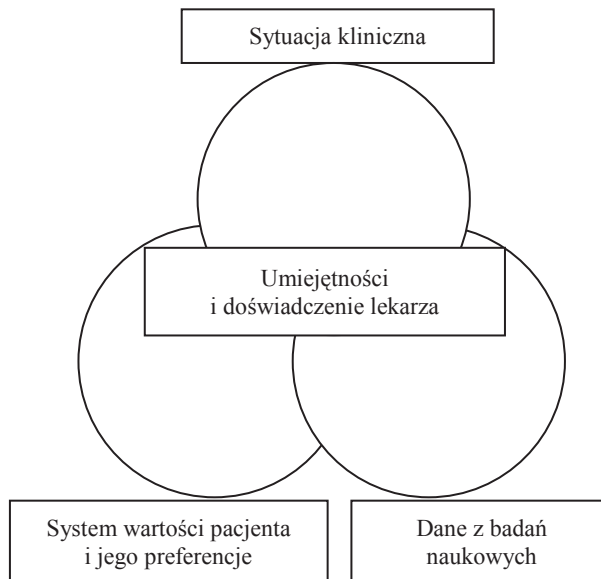 Sytuacja kliniczna
Umiejętności
i doświadczenie lekarza
System wartości pacjenta
i jego preferencje
Dane z badań
naukowych